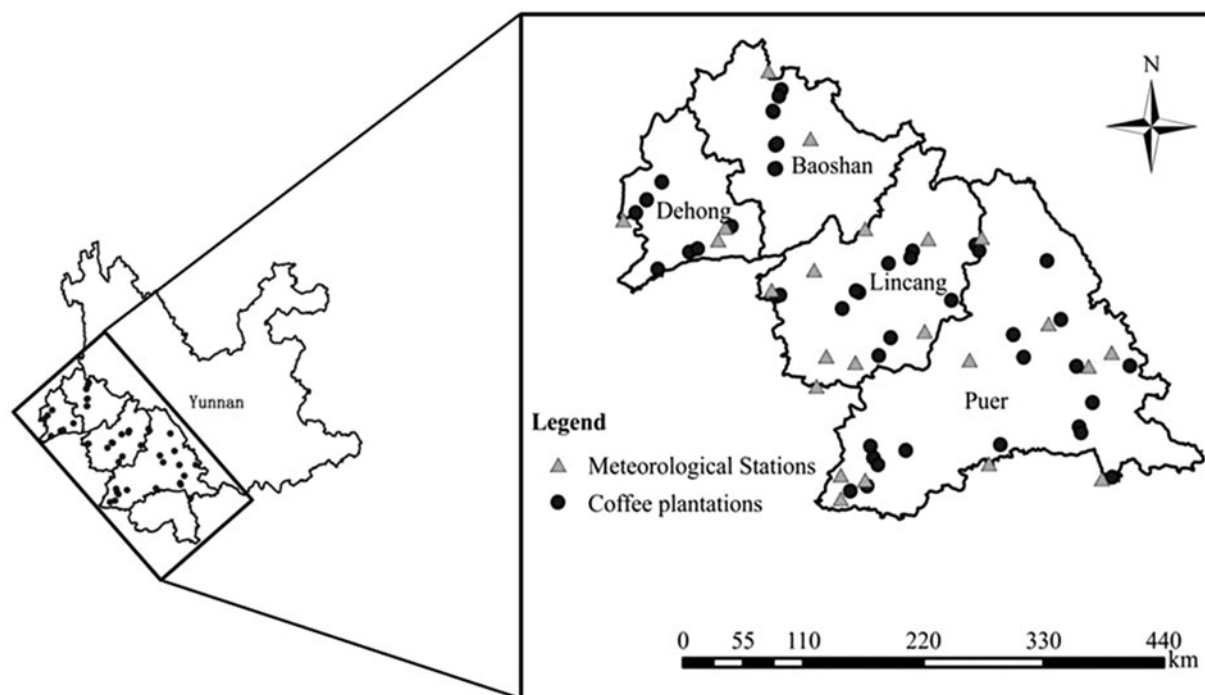 N
Baoshan
Dehong
Lincang
Yunnan
Puer
Legend
Meteorological Stations
Coffee plantations
0 55 110 220 330 440
km